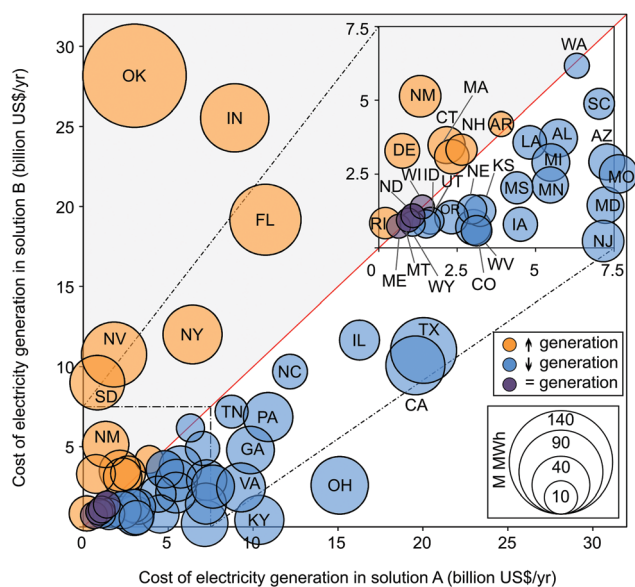 30
25
20
15
10
5
0
Cost of electricity generation in solution B (billion US$/yr)
0
5
10
15
20
25
30
Cost of electricity generation in solution A (billion US$/yr)
OK
IN
FL
NV
NY
SD
NM
IL
TX
CA
NC
TN
PA
GA
VA
KY
OH
7.5
5
2.5
0
0
2.5
5
7.5
WA
SC
AZ
MO
MD
NJ
NM
MA
CT
NH
AR
DE
LA
AL
MI
MN
MS
IA
KS
NE
WI
ID
UT
ND
OR
RI
ME
MT
WY
CO
WV
↑ generation
↓ generation
= generation
M MWh
140
90
40
10